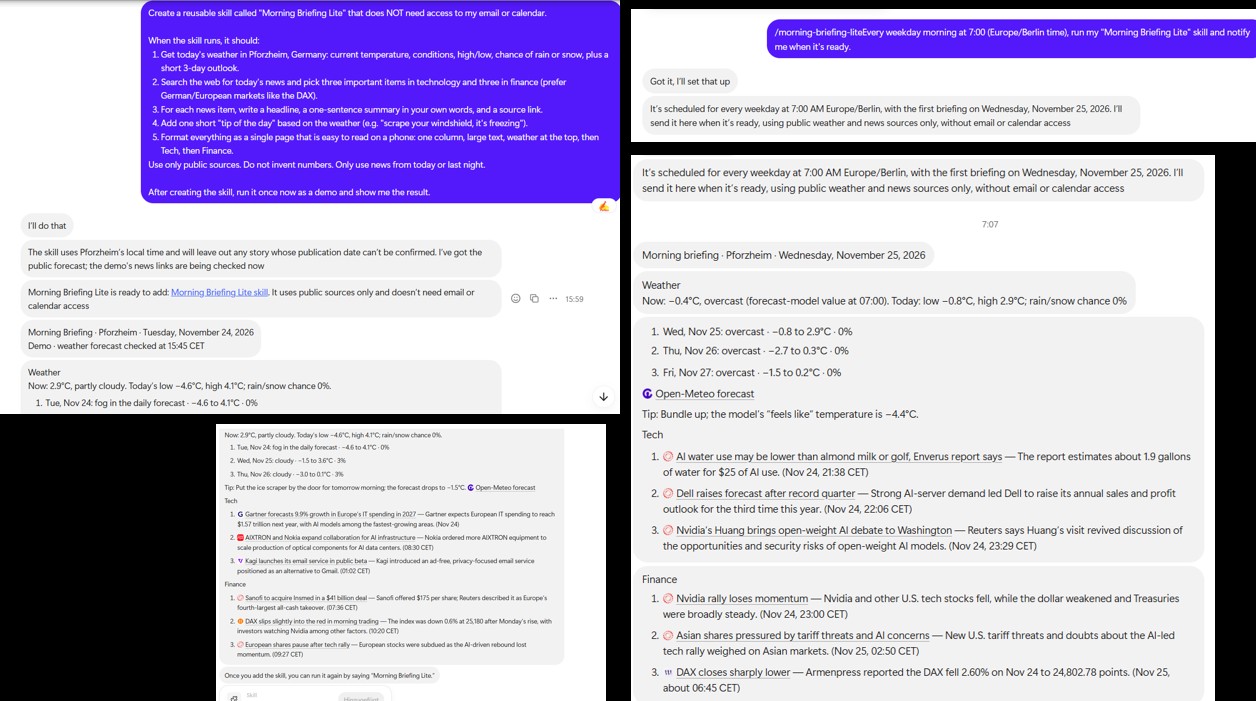 Create a reusable skill called "Morning Briefing Lite" that does NOT need access to my email or calendar.
When the skill runs, it should:
1. Get today's weather in Pforzheim, Germany: current temperature, conditions, high/low, chance of rain or snow, plus a
short 3-day outlook.
2. Search the web for today's news and pick three important items in technology and three in finance (prefer
German/European markets like the DAX).
3. For each news item, write a headline, a one-sentence summary in your own words, and a source link.
4. Add one short "tip of the day" based on the weather (e.g. "scrape your windshield, it's freezing").
5. Format everything as a single page that is easy to read on a phone: one column, large text, weather at the top, then
Tech, then Finance.
Use only public sources. Do not invent numbers. Only use news from today or last night.
After creating the skill, run it once now as a demo and show me the result.
I'll do that
The skill uses Pforzheim's local time and will leave out any story whose publication date can't be confirmed. I've got the
public forecast; the demo's news links are being checked now
Morning Briefing Lite is ready to add: Morning Briefing Lite skill. It uses public sources only and doesn't need email or
calendar access
15:59
Morning Briefing · Pforzheim · Tuesday, November 24, 2026
Demo · weather forecast checked at 15:45 CET
Weather
Now: 2.9°C, partly cloudy. Today's low −4.6°C, high 4.1°C; rain/snow chance 0%.
1. Tue, Nov 24: fog in the daily forecast · −4.6 to 4.1°C · 0%
Now: 2.9°C, partly cloudy. Today's low −4.6°C, high 4.1°C; rain/snow chance 0%.
1. Tue, Nov 24: fog in the daily forecast · −4.6 to 4.1°C · 0%
2. Wed, Nov 25: cloudy · −1.5 to 3.6°C · 3%
3. Thu, Nov 26: cloudy · −3.0 to 0.1°C · 3%
Tip: Put the ice scraper by the door for tomorrow morning; the forecast drops to −1.5°C. Open-Meteo forecast
Tech
1. Gartner forecasts 9.9% growth in Europe's IT spending in 2027 — Gartner expects European IT spending to reach
$1.57 trillion next year, with AI models among the fastest-growing areas. (Nov 24)
2. AIXTRON and Nokia expand collaboration for AI infrastructure — Nokia ordered more AIXTRON equipment to
scale production of optical components for AI data centers. (08:30 CET)
3. Kagi launches its email service in public beta — Kagi introduced an ad-free, privacy-focused email service
positioned as an alternative to Gmail. (01:02 CET)
Finance
1. Sanofi to acquire Insmed in a $41 billion deal — Sanofi offered $175 per share; Reuters described it as Europe's
fourth-largest all-cash takeover. (07:36 CET)
2. DAX slips slightly into the red in morning trading — The index was down 0.6% at 25,180 after Monday's rise, with
investors watching Nvidia among other factors. (10:20 CET)
3. European shares pause after tech rally — European stocks were subdued as the AI-driven rebound lost
momentum. (09:27 CET)
Once you add the skill, you can run it again by saying "Morning Briefing Lite."
Skill
/morning-briefing-liteEvery weekday morning at 7:00 (Europe/Berlin time), run my "Morning Briefing Lite" skill and notify
me when it's ready.
Got it, I'll set that up
It's scheduled for every weekday at 7:00 AM Europe/Berlin, with the first briefing on Wednesday, November 25, 2026. I'll
send it here when it's ready, using public weather and news sources only, without email or calendar access
It's scheduled for every weekday at 7:00 AM Europe/Berlin, with the first briefing on Wednesday, November 25, 2026. I'll
send it here when it's ready, using public weather and news sources only, without email or calendar access
7:07
Morning briefing · Pforzheim · Wednesday, November 25, 2026
Weather
Now: −0.4°C, overcast (forecast-model value at 07:00). Today: low −0.8°C, high 2.9°C; rain/snow chance 0%
1. Wed, Nov 25: overcast · −0.8 to 2.9°C · 0%
2. Thu, Nov 26: overcast · −2.7 to 0.3°C · 0%
3. Fri, Nov 27: overcast · −1.5 to 0.2°C · 0%
Open-Meteo forecast
Tip: Bundle up; the model's "feels like" temperature is −4.4°C.
Tech
1. AI water use may be lower than almond milk or golf, Enverus report says — The report estimates about 1.9 gallons
of water for $25 of AI use. (Nov 24, 21:38 CET)
2. Dell raises forecast after record quarter — Strong AI-server demand led Dell to raise its annual sales and profit
outlook for the third time this year. (Nov 24, 22:06 CET)
3. Nvidia's Huang brings open-weight AI debate to Washington — Reuters says Huang's visit revived discussion of
the opportunities and security risks of open-weight AI models. (Nov 24, 23:29 CET)
Finance
1. Nvidia rally loses momentum — Nvidia and other U.S. tech stocks fell, while the dollar weakened and Treasuries
were broadly steady. (Nov 24, 23:00 CET)
2. Asian shares pressured by tariff threats and AI concerns — New U.S. tariff threats and doubts about the AI-led
tech rally weighed on Asian markets. (Nov 25, 02:50 CET)
3. DAX closes sharply lower — Armenpress reported the DAX fell 2.60% on Nov 24 to 24,802.78 points. (Nov 25,
about 06:45 CET)